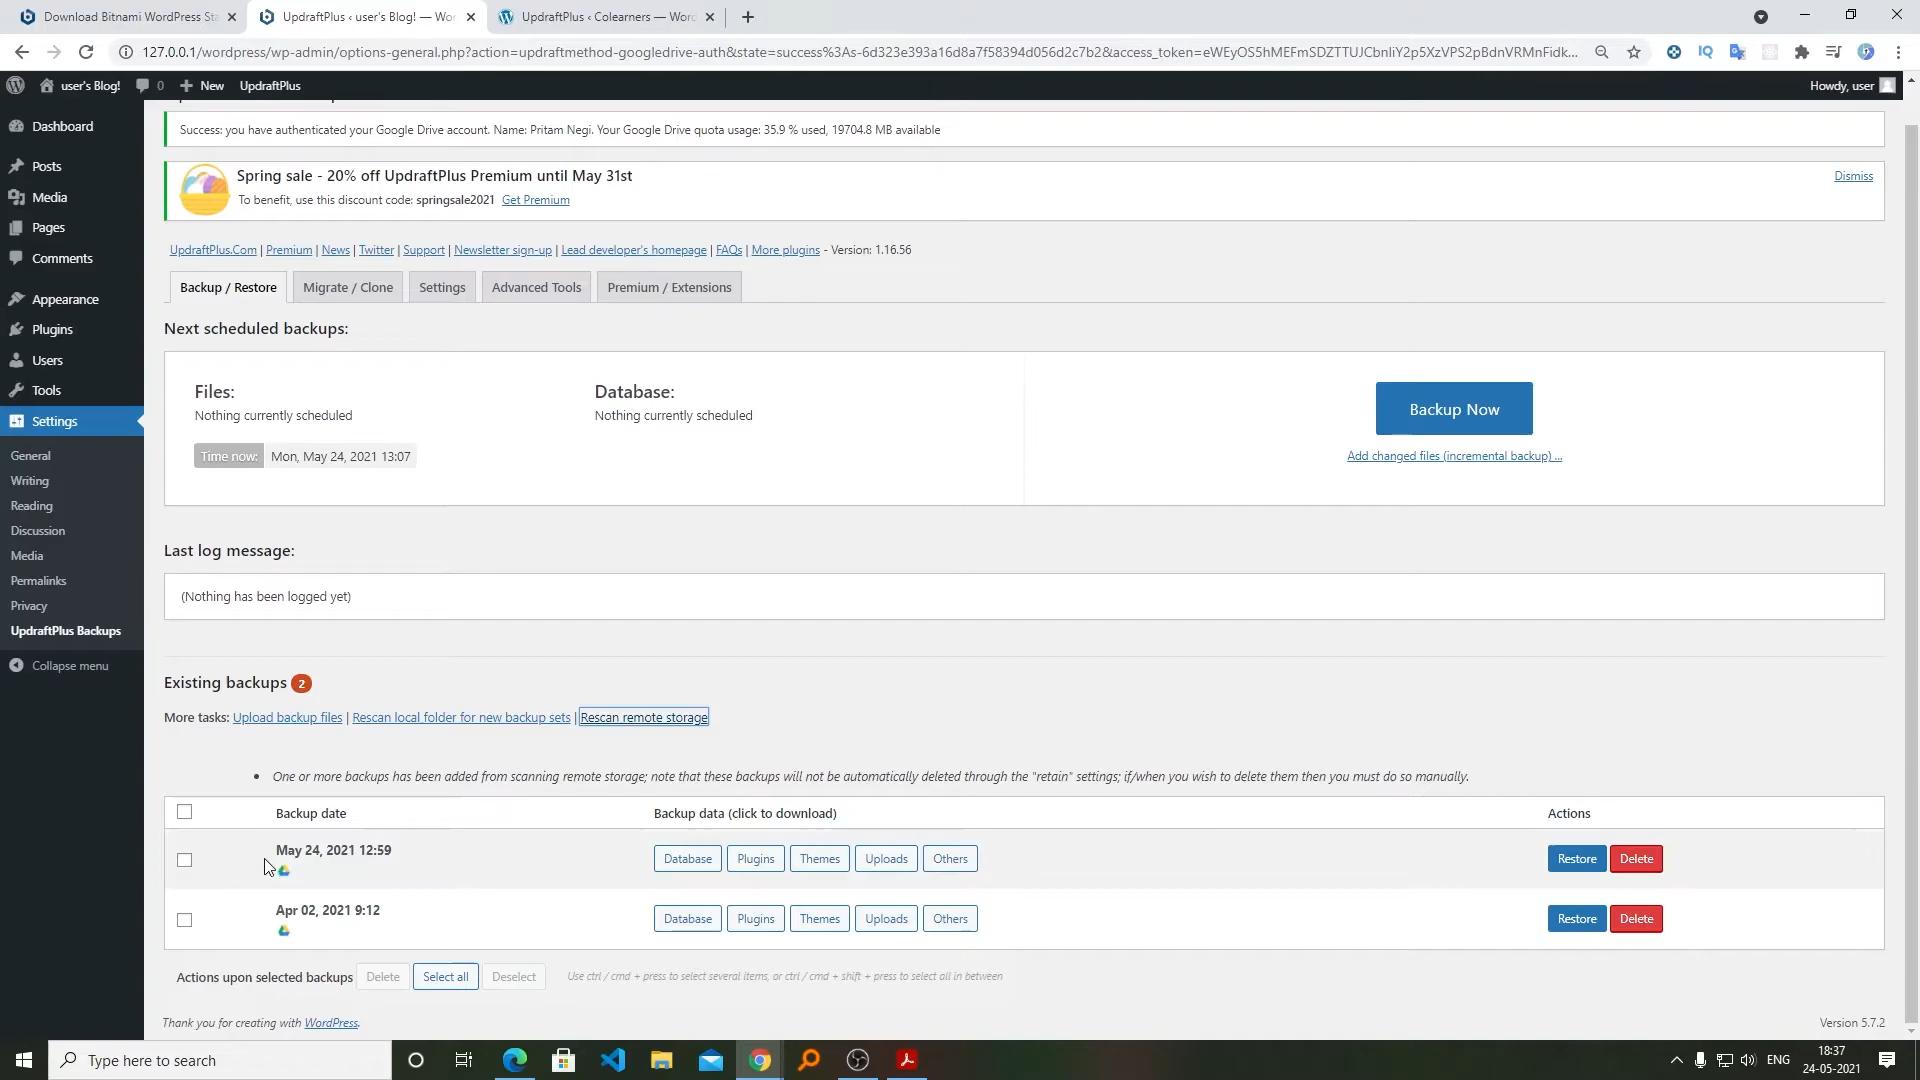 Download Bitnami WordPress Sta
UpdraftPlus ‹ user's Blog! — Wor
UpdraftPlus ‹ Colearners — Word
127.0.0.1/wordpress/wp-admin/options-general.php?action=updraftmethod-googledrive-auth&state=success%3As-6d323e393a16d8a7f58394d056d2c7b2&access_token=eWEyOS5hMEFmSDZTTUJCbnliY2p5XzVPS2pBdnVRMnFidk...
user's Blog!
0
New
UpdraftPlus
Howdy, user
Dashboard
Posts
Media
Pages
Comments
Appearance
Plugins
Users
Tools
Settings
General
Writing
Reading
Discussion
Media
Permalinks
Privacy
UpdraftPlus Backups
Collapse menu
Success: you have authenticated your Google Drive account. Name: Pritam Negi. Your Google Drive quota usage: 35.9 % used, 19704.8 MB available
Spring sale - 20% off UpdraftPlus Premium until May 31st
Dismiss
To benefit, use this discount code: springsale2021 Get Premium
UpdraftPlus.Com | Premium | News | Twitter | Support | Newsletter sign-up | Lead developer's homepage | FAQs | More plugins - Version: 1.16.56
Backup / Restore
Migrate / Clone
Settings
Advanced Tools
Premium / Extensions
Next scheduled backups:
Files:
Nothing currently scheduled
Database:
Nothing currently scheduled
Time now: Mon, May 24, 2021 13:07
Backup Now
Add changed files (incremental backup) ...
Last log message:
(Nothing has been logged yet)
Existing backups 2
More tasks: Upload backup files | Rescan local folder for new backup sets | Rescan remote storage
One or more backups has been added from scanning remote storage; note that these backups will not be automatically deleted through the "retain" settings; if/when you wish to delete them then you must do so manually.
Backup date
Backup data (click to download)
Actions
May 24, 2021 12:59
Database
Plugins
Themes
Uploads
Others
Restore
Delete
Apr 02, 2021 9:12
Database
Plugins
Themes
Uploads
Others
Restore
Delete
Actions upon selected backups
Delete
Select all
Deselect
Use ctrl / cmd + press to select several items, or ctrl / cmd + shift + press to select all in between
Thank you for creating with WordPress.
Version 5.7.2
Type here to search
ENG
18:37
24-05-2021